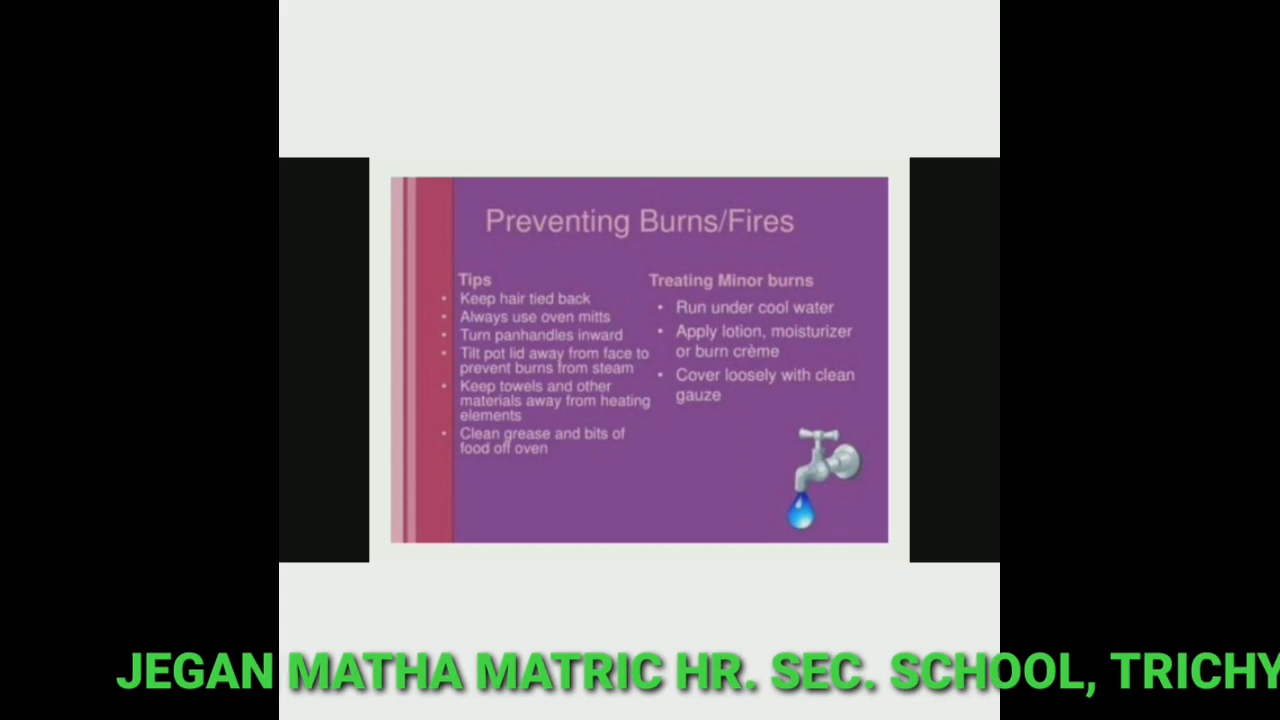 Preventing Burns/Fires
Tips
• Keep hair tied back
• Always use oven mitts
• Turn panhandles inward
• Tilt pot lid away from face to
prevent burns from steam
• Keep towels and other
materials away from heating
elements
• Clean grease and bits of
food off oven
Treating Minor burns
• Run under cool water
• Apply lotion, moisturizer
or burn crème
• Cover loosely with clean
gauze
JEGAN MATHA MATRIC HR. SEC. SCHOOL, TRICHY